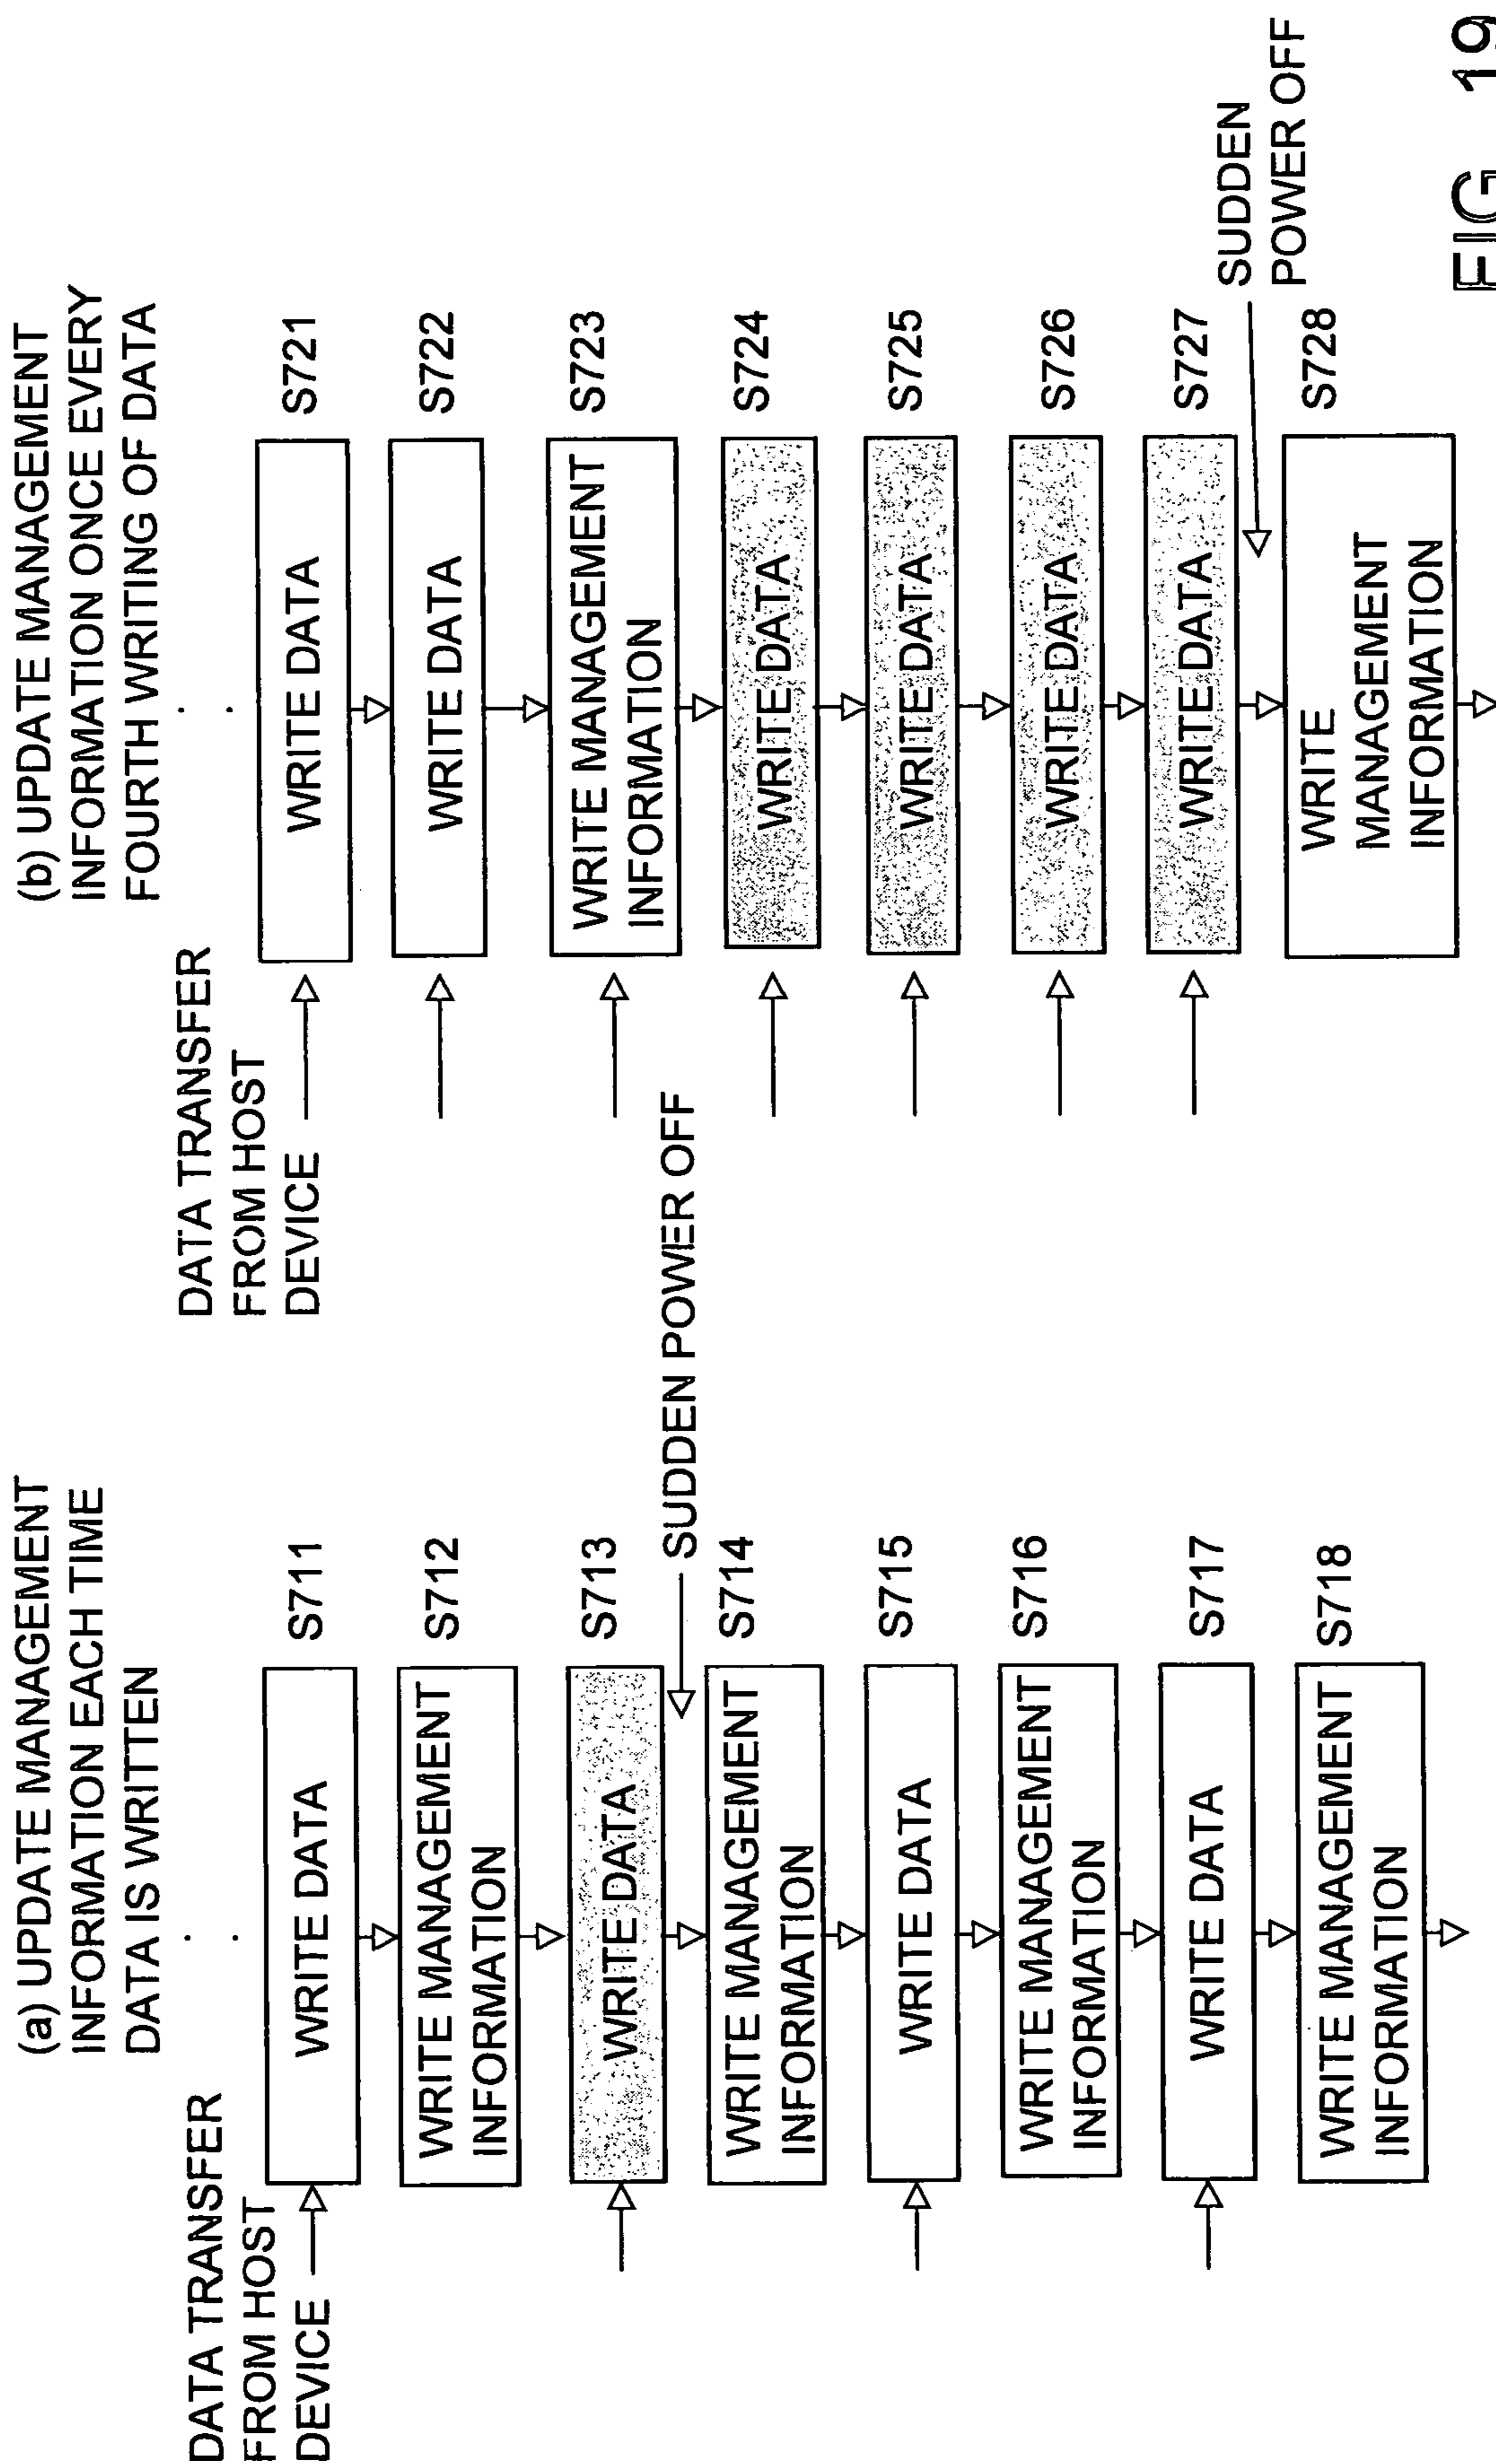 (a) UPDATE MANAGEMENT
INFORMATION EACH TIME
DATA IS WRITTEN
DATA TRANSFER
FROM HOST
DEVICE
WRITE DATA
S711
WRITE MANAGEMENT
INFORMATION
S712
WRITE DATA
S713
SUDDEN POWER OFF
WRITE MANAGEMENT
INFORMATION
S714
WRITE DATA
S715
WRITE MANAGEMENT
INFORMATION
S716
WRITE DATA
S717
WRITE MANAGEMENT
INFORMATION
S718
(b) UPDATE MANAGEMENT
INFORMATION ONCE EVERY
FOURTH WRITING OF DATA
DATA TRANSFER
FROM HOST
DEVICE
WRITE DATA
S721
WRITE DATA
S722
WRITE MANAGEMENT
INFORMATION
S723
WRITE DATA
S724
WRITE DATA
S725
WRITE DATA
S726
WRITE DATA
S727
SUDDEN
POWER OFF
WRITE
MANAGEMENT
INFORMATION
S728
FIG. 19